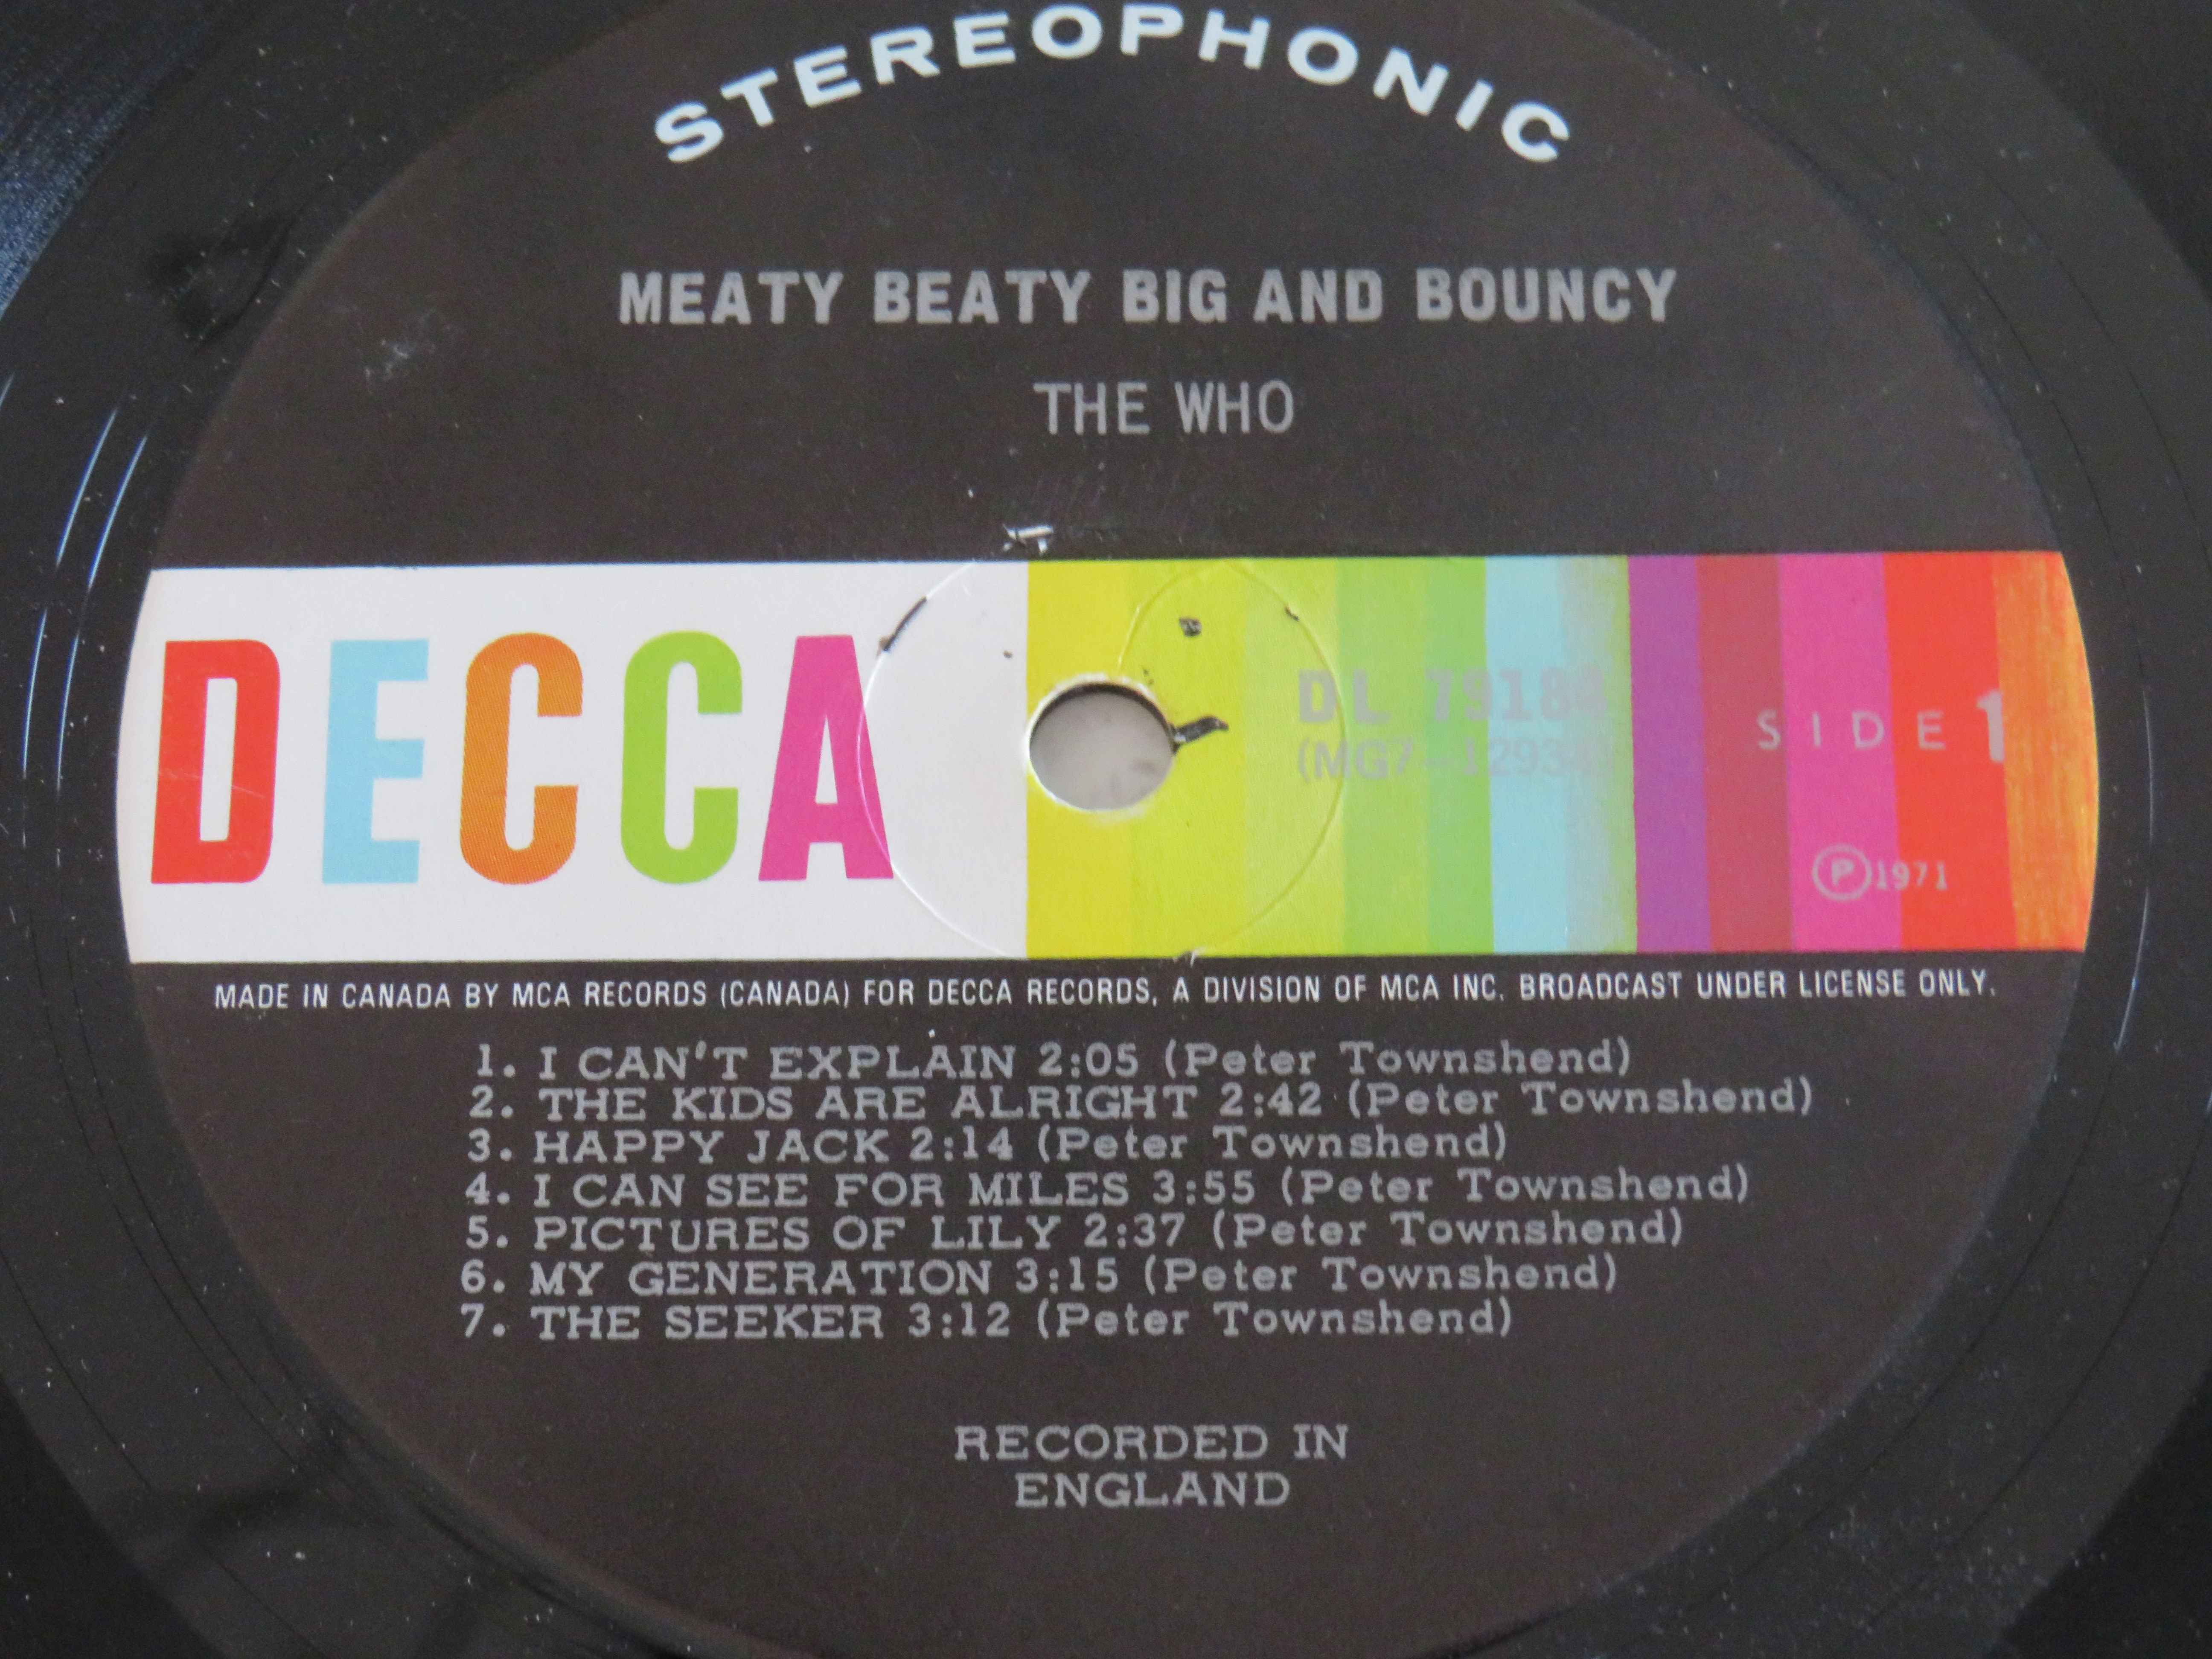 STEREOPHONIC
MEATY BEATY BIG AND BOUNCY
THE WHO
DECCA
DL 79184
SIDE 1
Ⓟ1971
MADE IN CANADA BY MCA RECORDS (CANADA) FOR DECCA RECORDS, A DIVISION OF MCA INC. BROADCAST UNDER LICENSE ONLY.
1. I CAN'T EXPLAIN 2:05 (Peter Townshend)
2. THE KIDS ARE ALRIGHT 2:42 (Peter Townshend)
3. HAPPY JACK 2:14 (Peter Townshend)
4. I CAN SEE FOR MILES 3:55 (Peter Townshend)
5. PICTURES OF LILY 2:37 (Peter Townshend)
6. MY GENERATION 3:15 (Peter Townshend)
7. THE SEEKER 3:12 (Peter Townshend)
RECORDED IN
ENGLAND